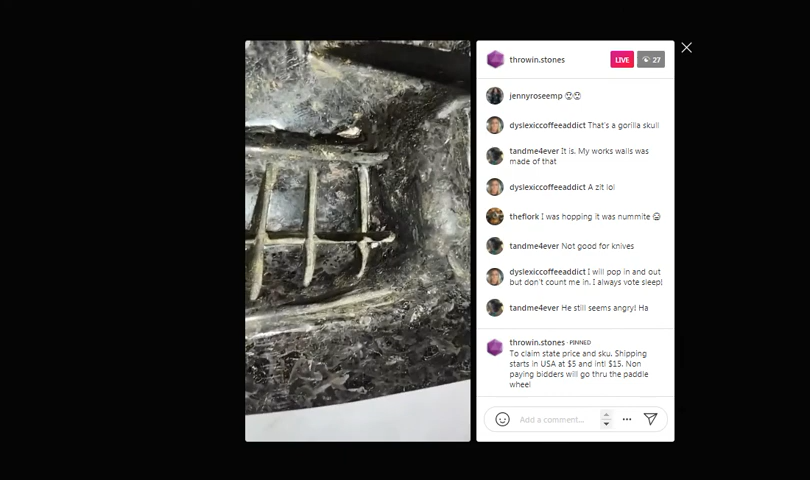 throwin.stones
LIVE
27
jennyroseemp 😍😍
dyslexiccoffeeaddict That's a gorilla skull
tandme4ever It is. My works walls was
made of that
dyslexiccoffeeaddict A zit lol
theflork I was hopping it was nummite
tandme4ever Not good for knives
dyslexiccoffeeaddict I will pop in and out
but don't count me in. I always vote sleep!
tandme4ever He still seems angry! Ha
throwin.stones · PINNED
To claim state price and sku. Shipping
starts in USA at $5 and intl $15. Non
paying bidders will go thru the paddle
wheel
Add a comment...